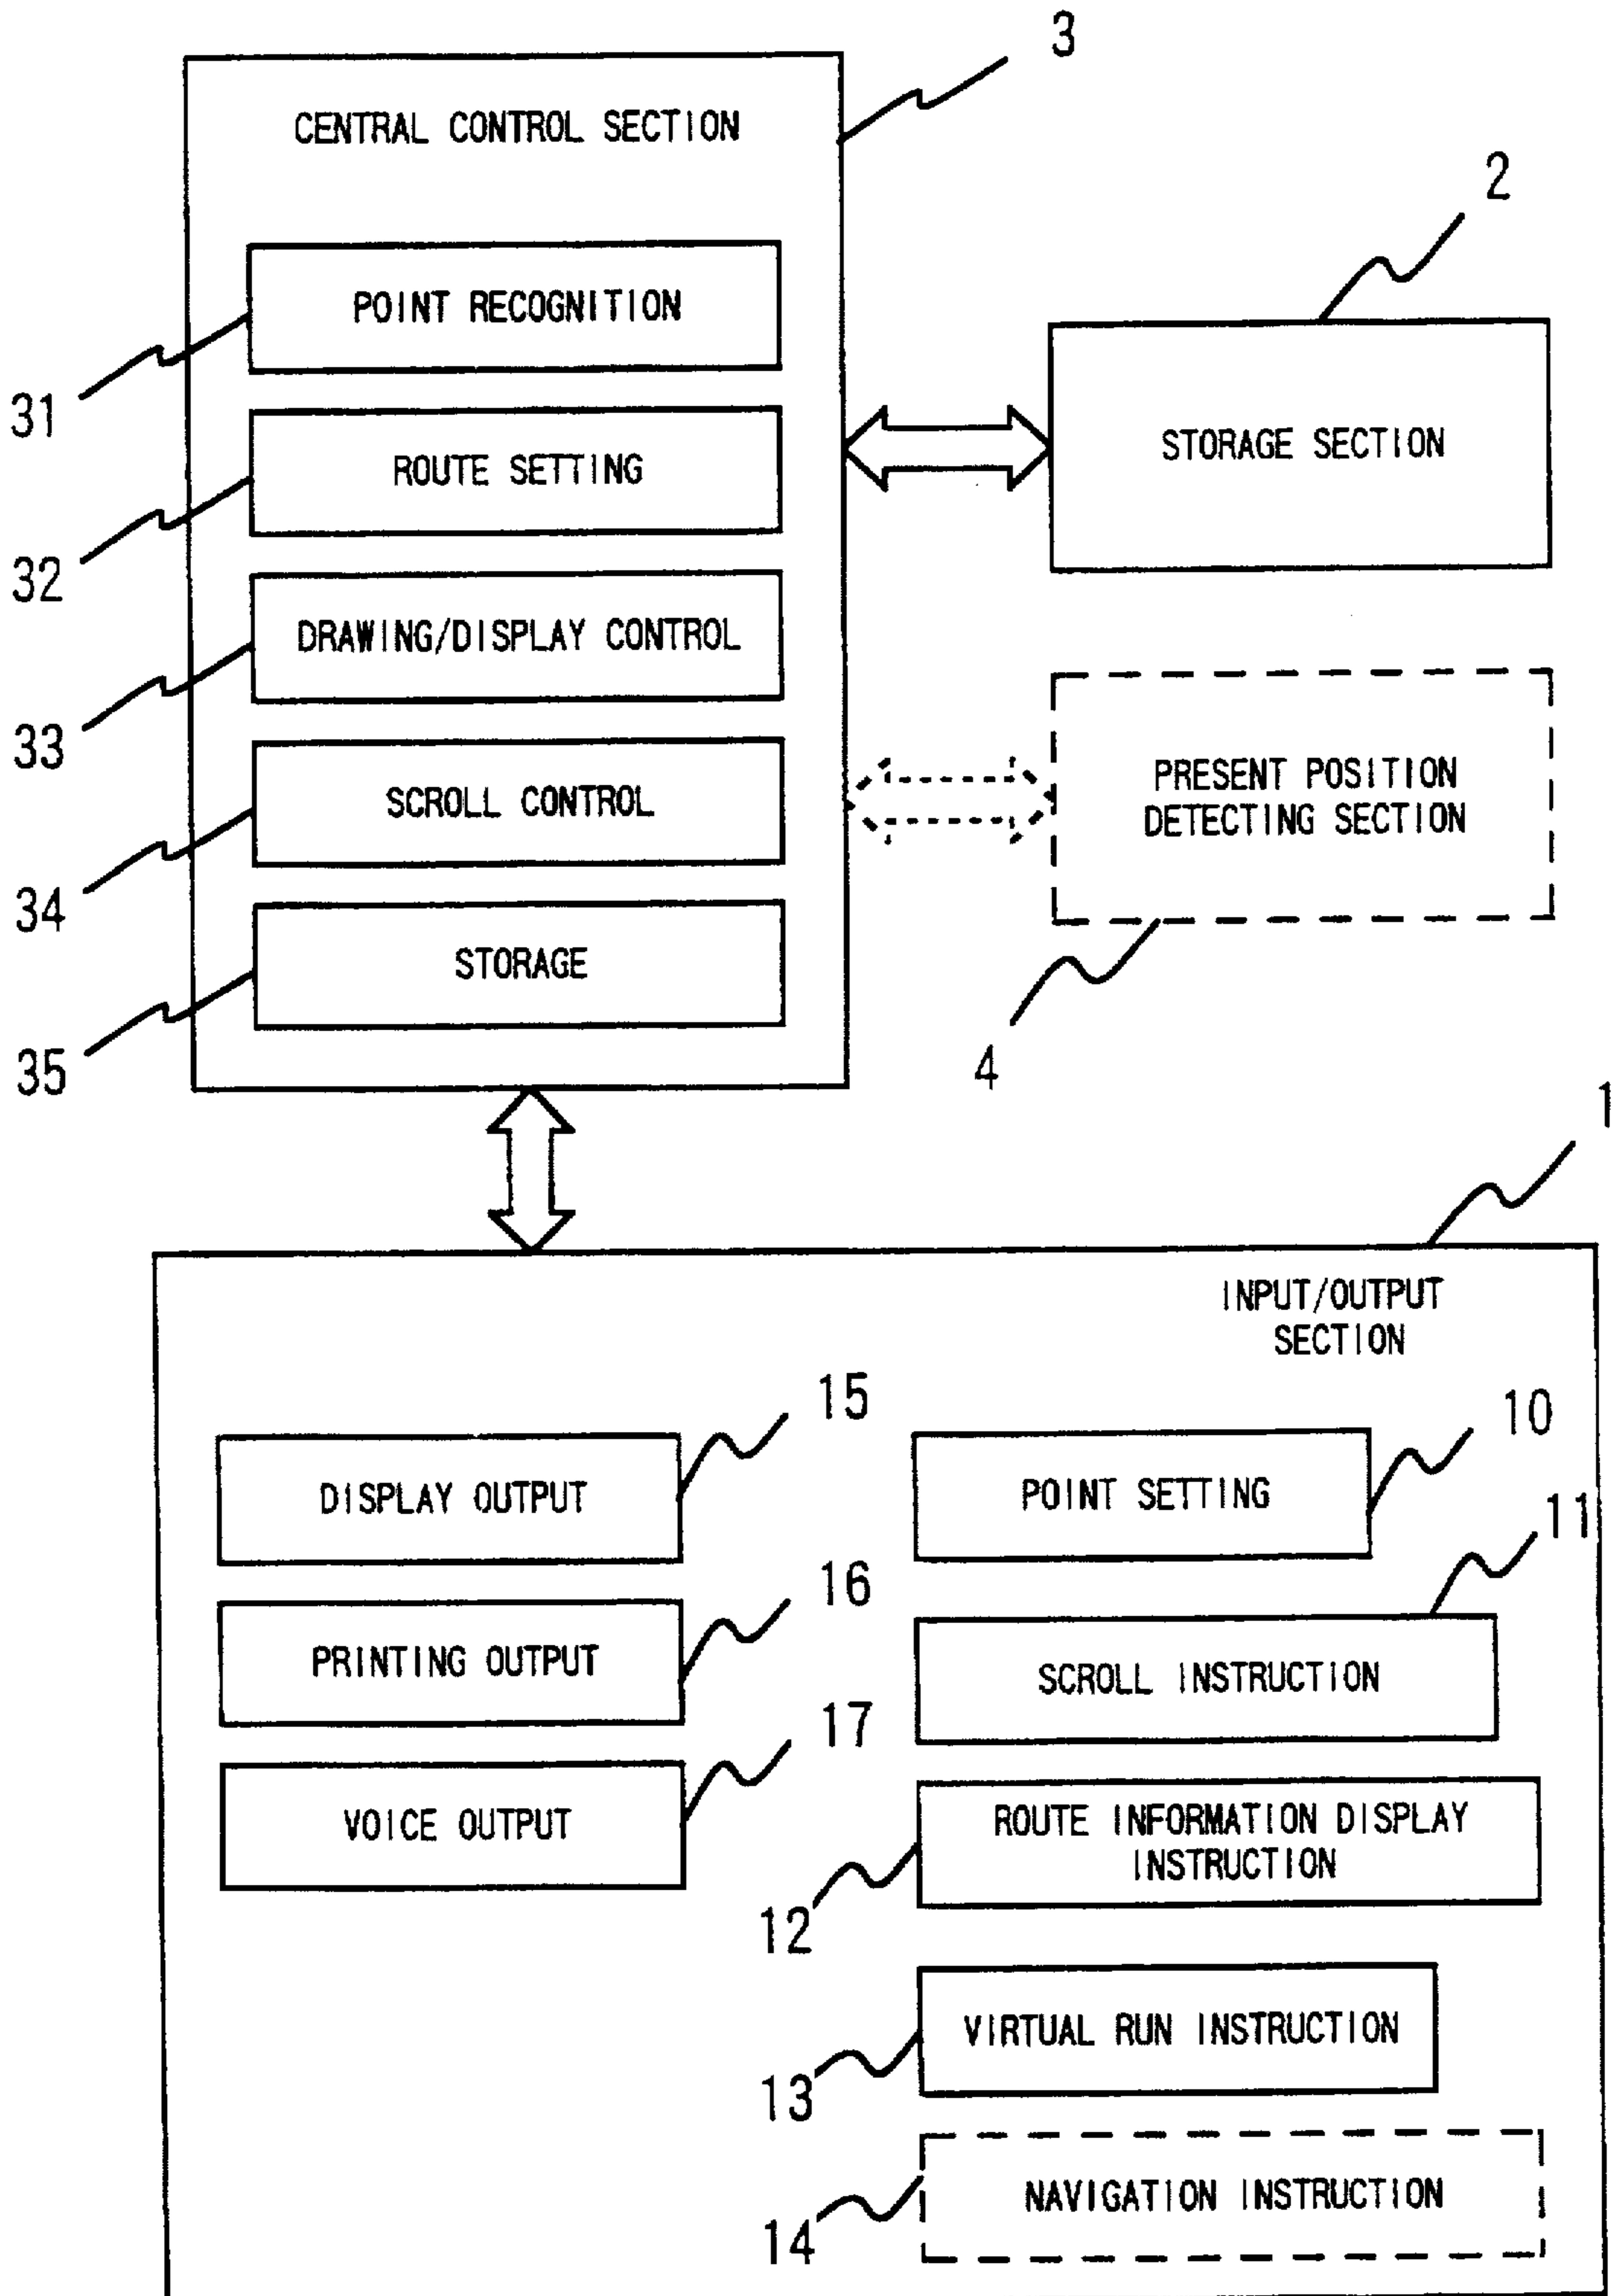 3
CENTRAL CONTROL SECTION
2
POINT RECOGNITION
31
ROUTE SETTING
STORAGE SECTION
32
DRAWING/DISPLAY CONTROL
33
PRESENT POSITION
DETECTING SECTION
SCROLL CONTROL
34
STORAGE
35
4
1
INPUT/OUTPUT
SECTION
15
10
DISPLAY OUTPUT
POINT SETTING
11
16
PRINTING OUTPUT
SCROLL INSTRUCTION
17
VOICE OUTPUT
ROUTE INFORMATION DISPLAY
INSTRUCTION
12
VIRTUAL RUN INSTRUCTION
13
NAVIGATION INSTRUCTION
14